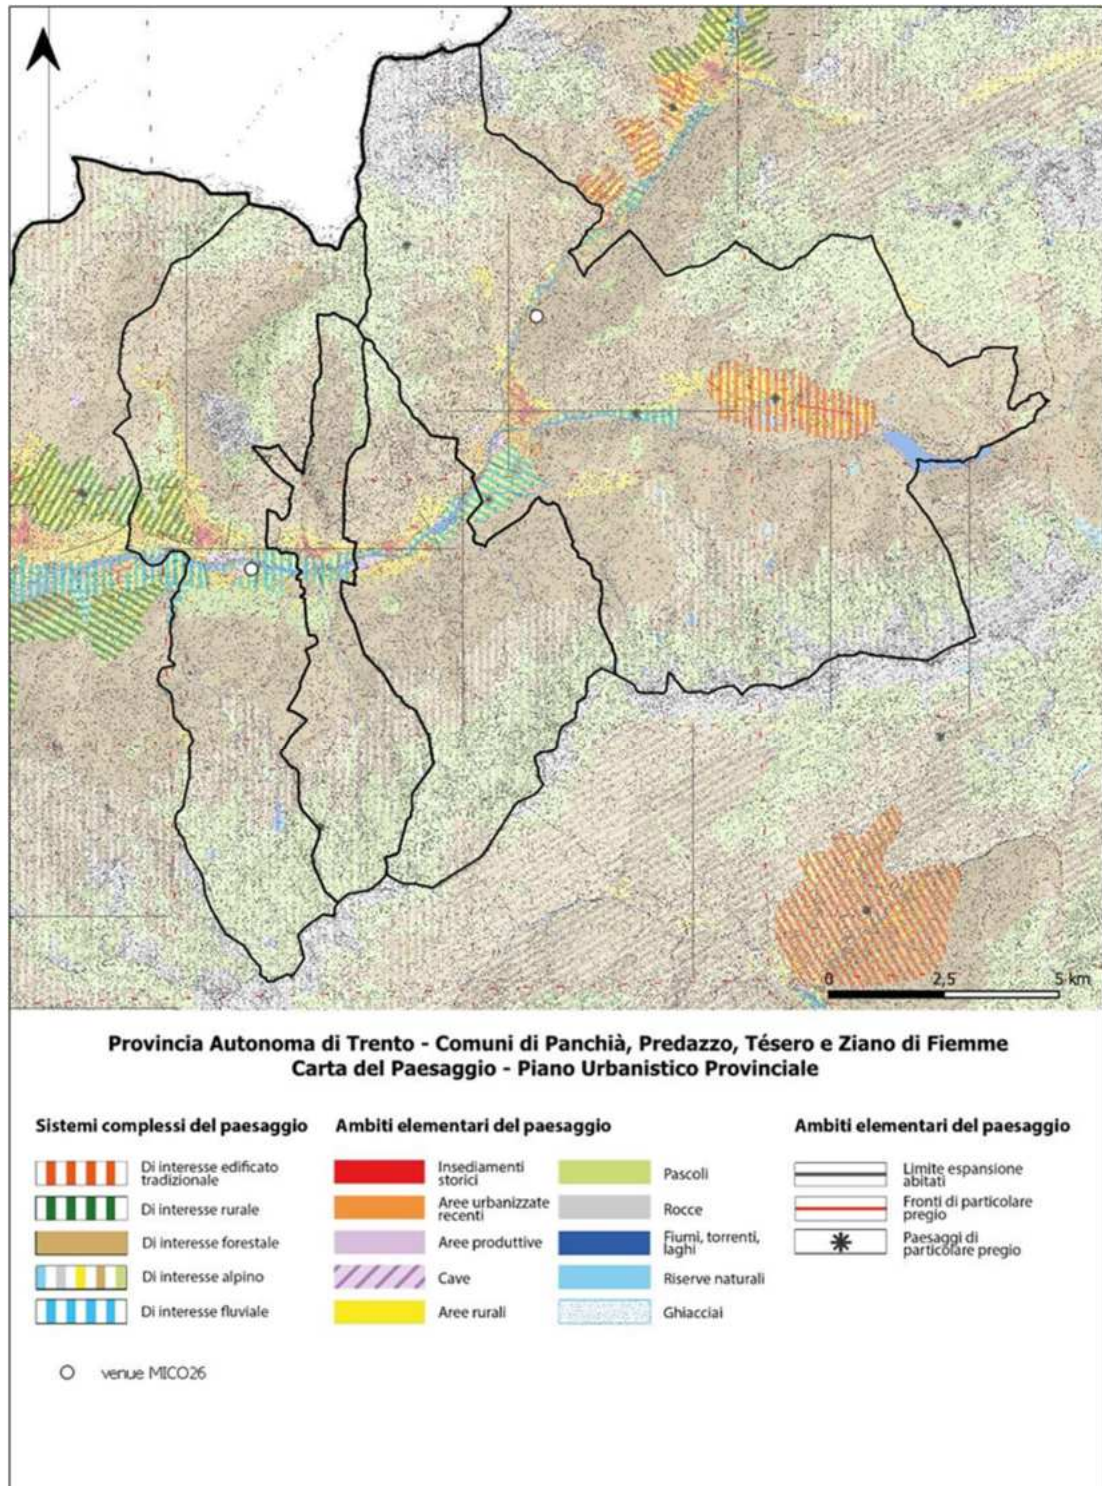 0 2,5 5 km
Provincia Autonoma di Trento - Comuni di Panchià, Predazzo, Tésero e Ziano di Fiemme
Carta del Paesaggio - Piano Urbanistico Provinciale
Sistemi complessi del paesaggio
Di interesse edificato
tradizionale
Di interesse rurale
Di interesse forestale
Di interesse alpino
Di interesse fluviale
venue MICO26
Ambiti elementari del paesaggio
Insediamenti
storici
Aree urbanizzate
recenti
Aree produttive
Cave
Aree rurali
Pascoli
Rocce
Fiumi, torrenti,
laghi
Riserve naturali
Ghiacciai
Ambiti elementari del paesaggio
Limite espansione
abitati
Fronti di particolare
pregio
Paesaggi di
particolare pregio